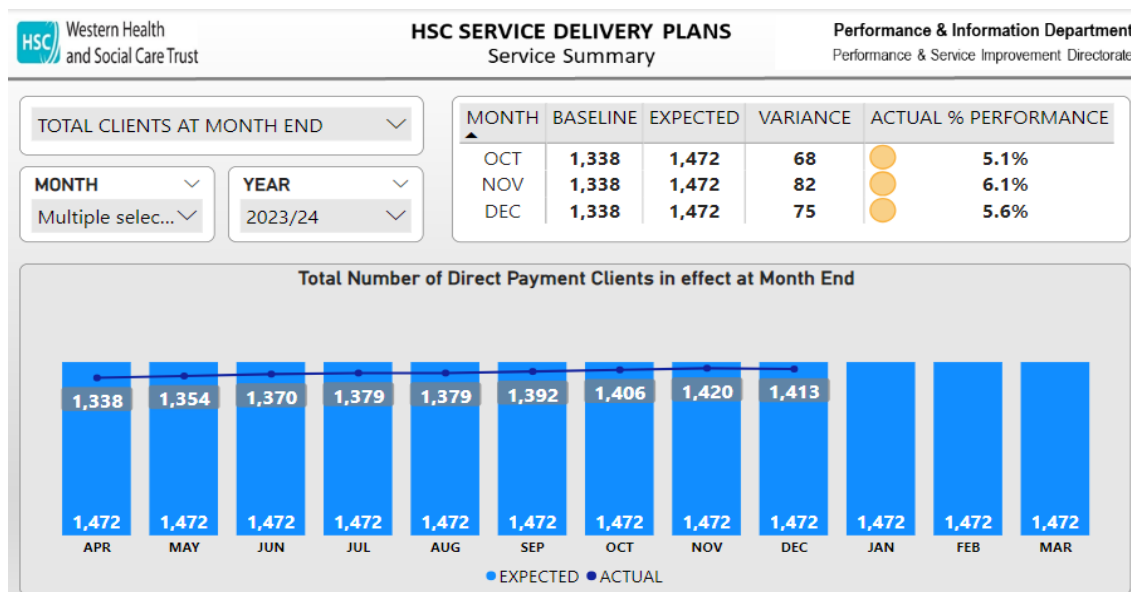 HSC
Western Health
and Social Care Trust
HSC SERVICE DELIVERY PLANS
Service Summary
Performance & Information Department
Performance & Service Improvement Directorate
TOTAL CLIENTS AT MONTH END
MONTH
Multiple selec...
YEAR
2023/24
MONTH BASELINE EXPECTED VARIANCE ACTUAL % PERFORMANCE
OCT 1,338 1,472 68 5.1%
NOV 1,338 1,472 82 6.1%
DEC 1,338 1,472 75 5.6%
Total Number of Direct Payment Clients in effect at Month End
1,338 1,354 1,370 1,379 1,379 1,392 1,406 1,420 1,413
1,472 1,472 1,472 1,472 1,472 1,472 1,472 1,472 1,472 1,472 1,472 1,472
APR MAY JUN JUL AUG SEP OCT NOV DEC JAN FEB MAR
EXPECTED ACTUAL